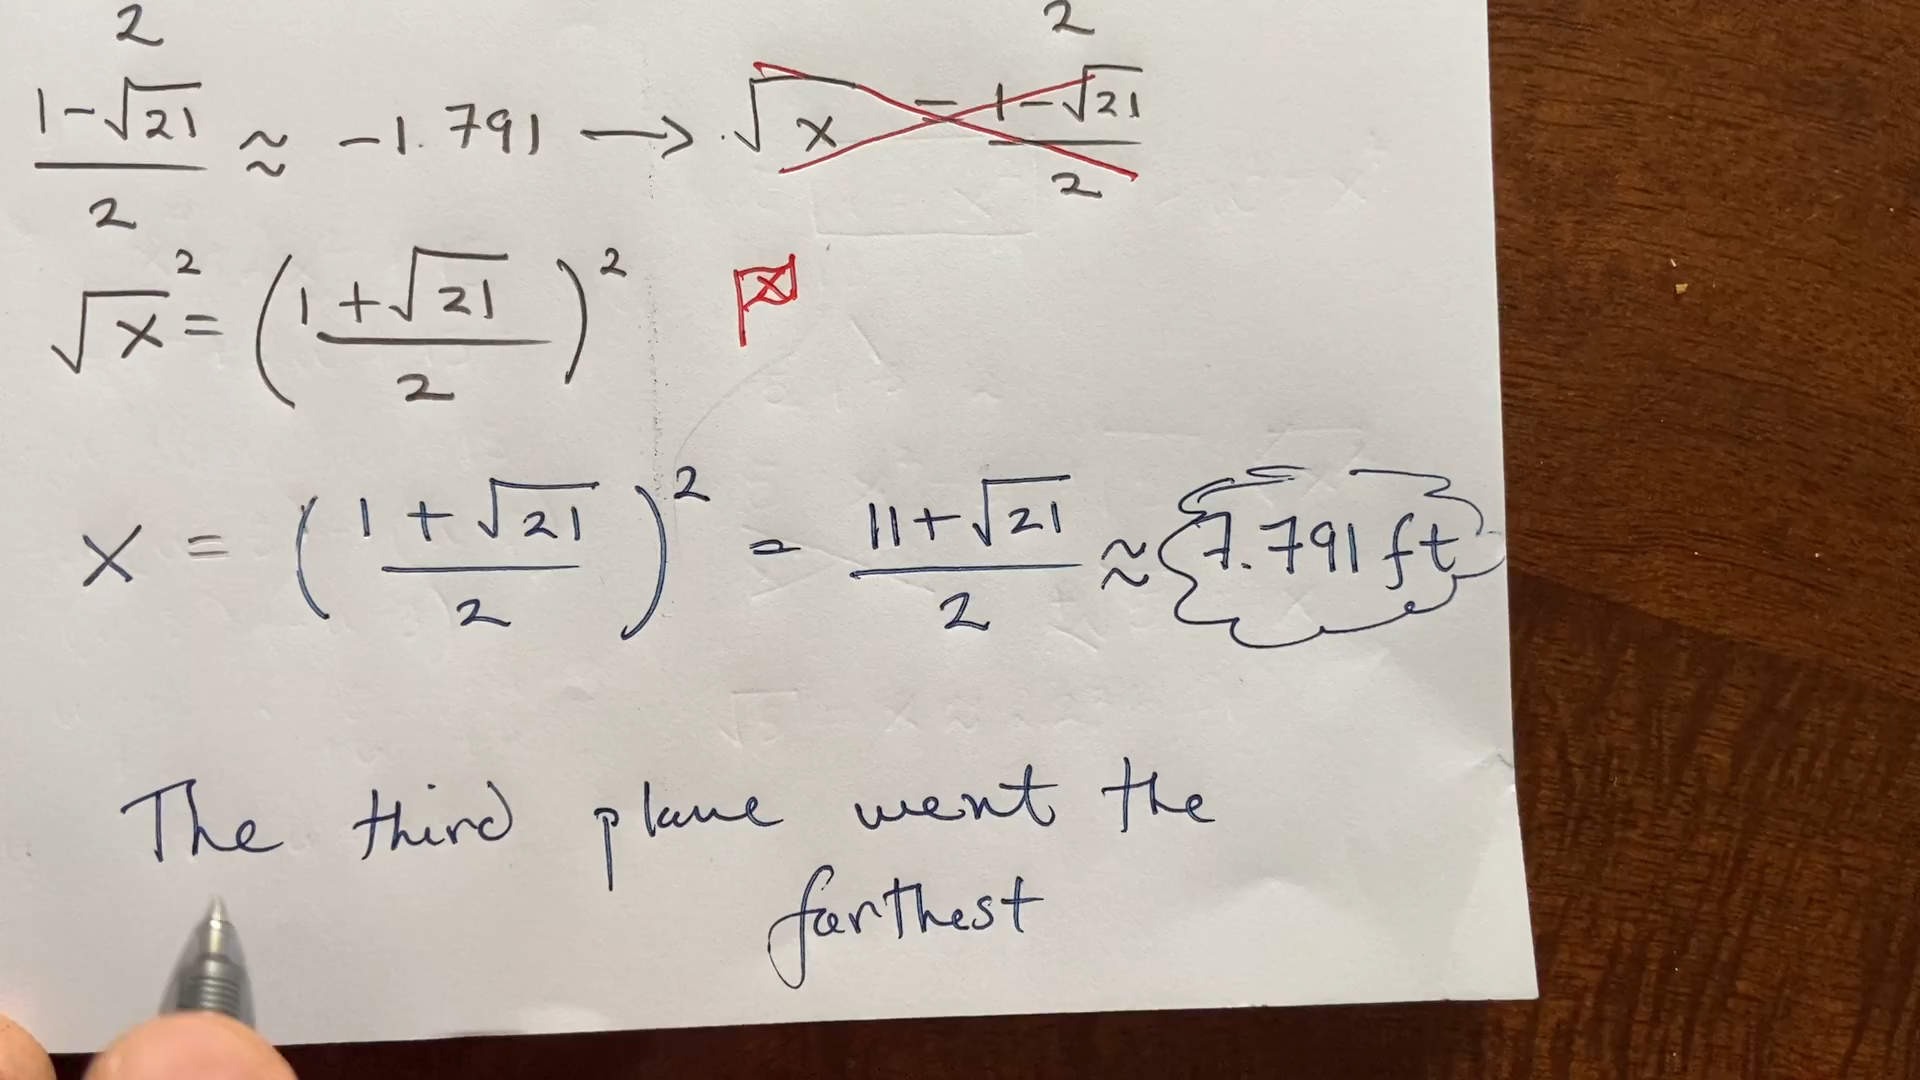 2 2
1-√21/2 ≈ -1.791 → √x = 1-√21/2
√x² = (1+√21/2)² x
x = (1+√21/2)² = 11+√21/2 ≈ 7.791 ft
The third plane went the
farthest